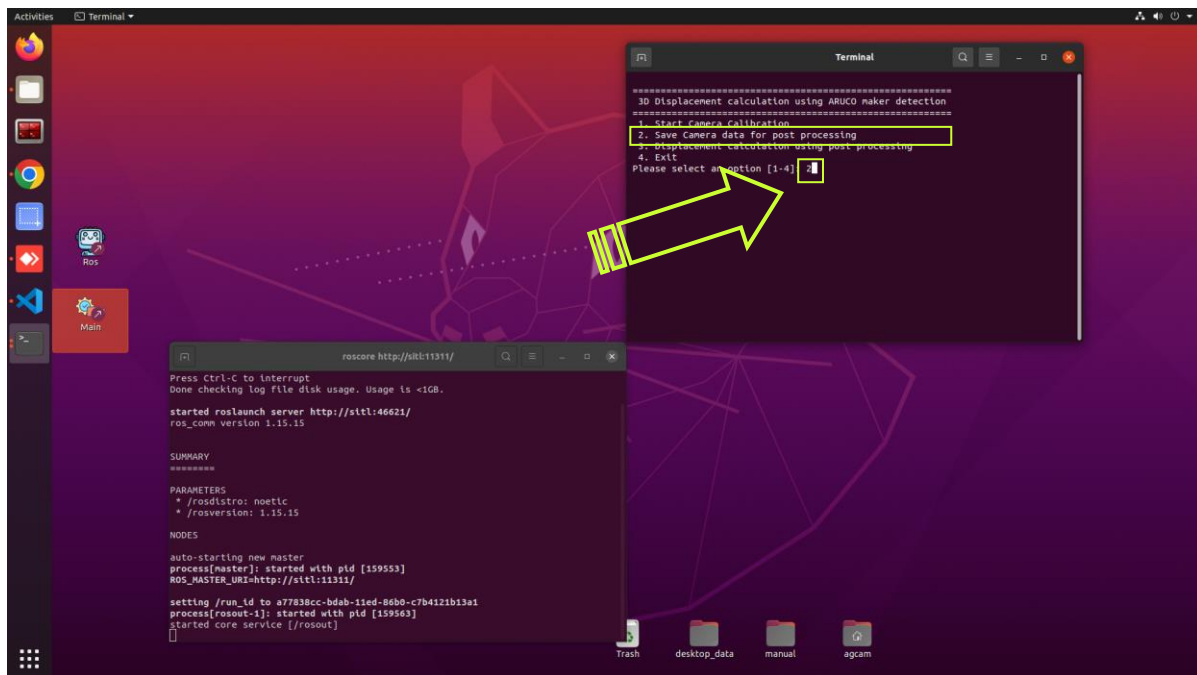 Activities
Terminal
Terminal
=========================================================
3D Displacement calculation using ARUCO maker detection
=========================================================
1. Start Camera Calibration
2. Save Camera data for post processing
3. Displacement calculation using post processing
4. Exit
Please select an option [1-4] 2
Ros
Main
roscore http://sitl:11311/
Press Ctrl-C to interrupt
Done checking log file disk usage. Usage is <1GB.
started roslaunch server http://sitl:46621/
ros_comm version 1.15.15
SUMMARY
========
PARAMETERS
* /rosdistro: noetic
* /rosversion: 1.15.15
NODES
auto-starting new master
process[master]: started with pid [159553]
ROS_MASTER_URI=http://sitl:11311/
setting /run_id to a77838cc-bdab-11ed-86b0-c7b4121b13a1
process[rosout-1]: started with pid [159563]
started core service [/rosout]
Trash
desktop_data
manual
agcam